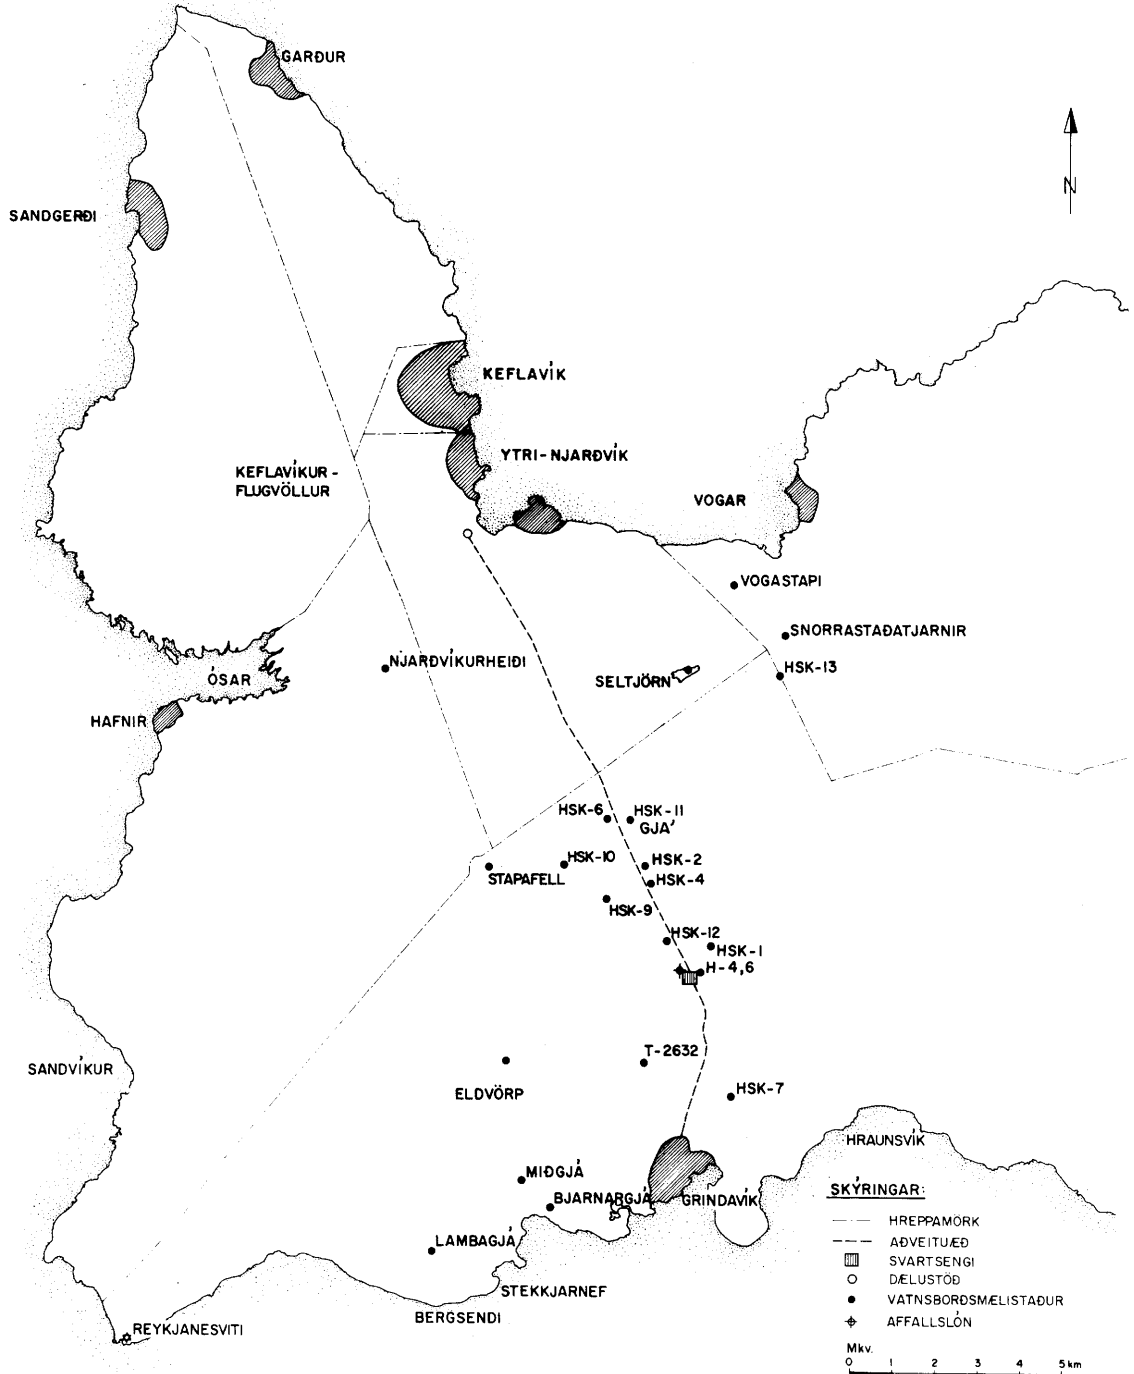 GARÐUR
N
SANDGERÐI
KEFLAVÍK
YTRI-NJARÐVÍK
KEFLAVÍKUR-
FLUGVÖLLUR
VOGAR
VOGASTAPI
SNORRASTAÐATJARNIR
NJARÐVÍKURHEIÐI
HSK-13
ÓSAR
SELTJÖRN
HAFNIR
HSK-6
HSK-11
GJÁ
HSK-10
HSK-2
STAPAFELL
HSK-4
HSK-9
HSK-12
HSK-1
H-4,6
T-2632
SANDVÍKUR
ELDVÖRP
HSK-7
HRAUNSVÍK
MIÐGJÁ
BJARNARGJÁ
GRINDAVÍK
LAMBAGJÁ
STEKKJARNEF
BERGSENDI
REYKJANESVITI
SKÝRINGAR:
HREPPAMÖRK
AÐVEITUÆÐ
SVARTSENGI
DÆLUSTÖÐ
VATNSBORÐSMÆLISTAÐUR
AFFALLSLÓN
Mkv.
0 1 2 3 4 5 km